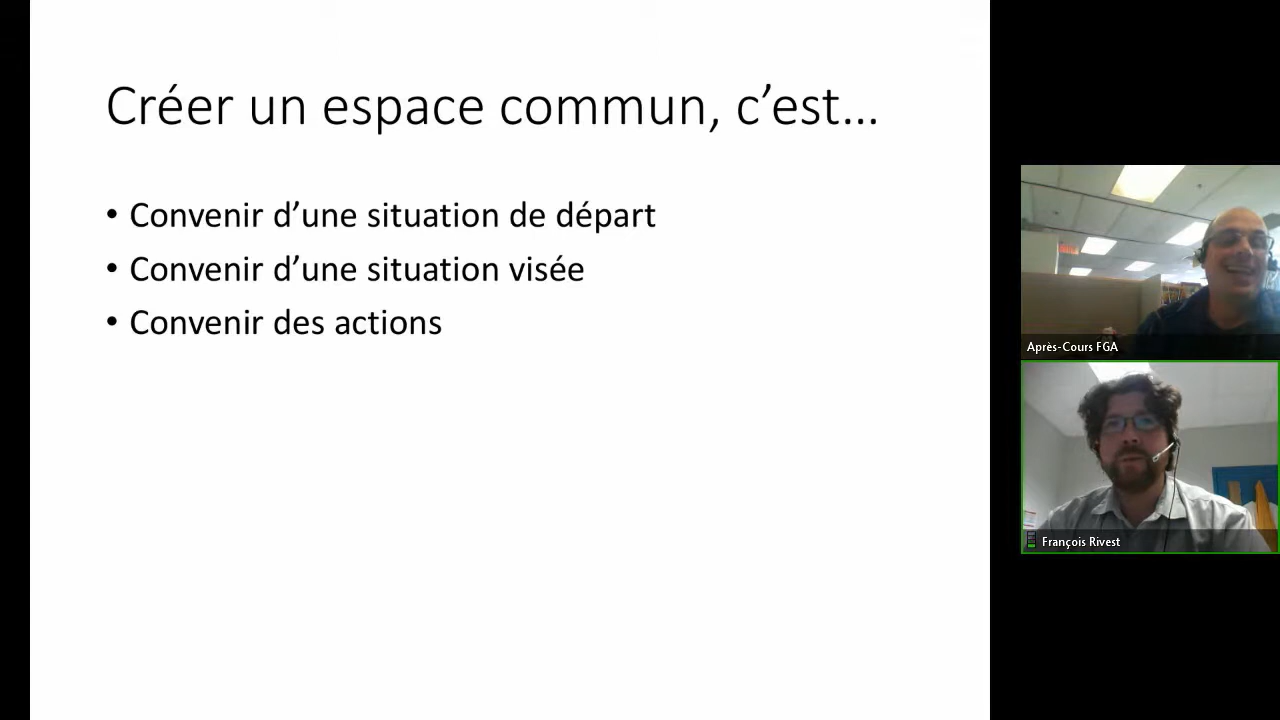 Créer un espace commun, c’est…
• Convenir d’une situation de départ
• Convenir d’une situation visée
• Convenir des actions
Après-Cours FGA
François Rivest